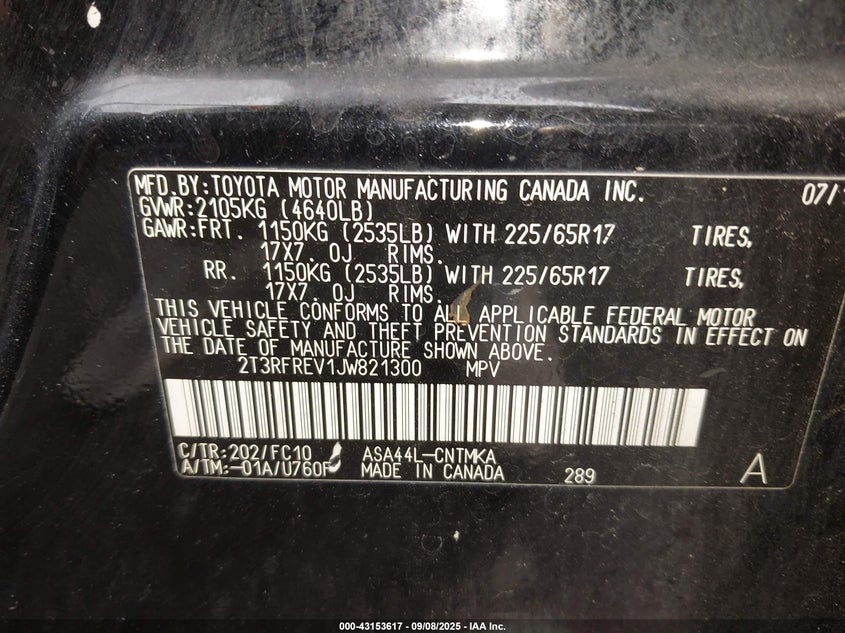 MFD.BY:TOYOTA MOTOR MANUFACTURING CANADA INC. 07/
GVWR:2105KG (4640LB)
GAWR:FRT. 1150KG (2535LB) WITH 225/65R17 TIRES,
17X7. 0J RIMS.
RR. 1150KG (2535LB) WITH 225/65R17 TIRES,
17X7. 0J RIMS.
THIS VEHICLE CONFORMS TO ALL APPLICABLE FEDERAL MOTOR
VEHICLE SAFETY AND THEFT PREVENTION STANDARDS IN EFFECT ON
THE DATE OF MANUFACTURE SHOWN ABOVE.
2T3RFREV1JW821300 MPV
C/TR:202/FC10 ASA44L-CNTMKA
A/TM:-01A/U760F MADE IN CANADA 289 A
000-43153617 - 09/08/2025 - IAA Inc.